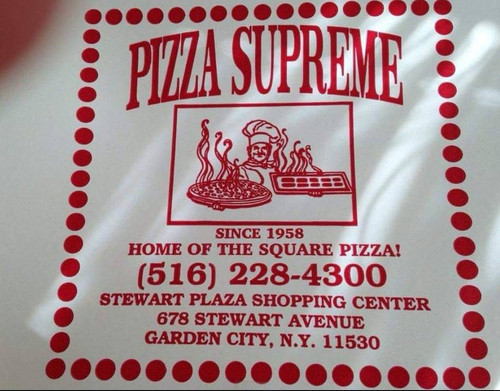 PIZZA SUPREME
SINCE 1958
HOME OF THE SQUARE PIZZA!
(516) 228-4300
STEWART PLAZA SHOPPING CENTER
678 STEWART AVENUE
GARDEN CITY, N.Y. 11530